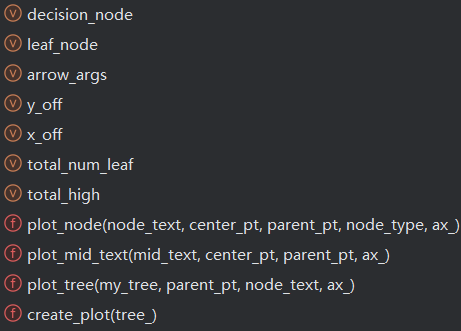 v decision_node
v leaf_node
v arrow_args
v y_off
v x_off
v total_num_leaf
v total_high
f plot_node(node_text, center_pt, parent_pt, node_type, ax_)
f plot_mid_text(mid_text, center_pt, parent_pt, ax_)
f plot_tree(my_tree, parent_pt, node_text, ax_)
f create_plot(tree_)